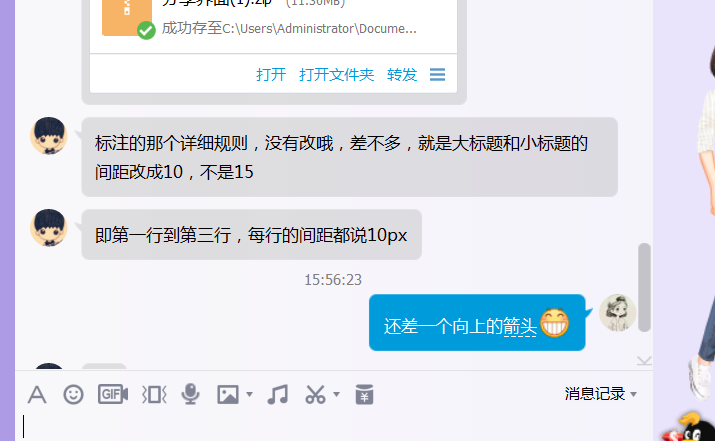 分享界面(1).zip (11.30MB)
成功存至C:\Users\Administrator\Docume...
打开 打开文件夹 转发
标注的那个详细规则，没有改哦，差不多，就是大标题和小标题的
间距改成10，不是15
即第一行到第三行，每行的间距都说10px
15:56:23
还差一个向上的箭头
A GIF
消息记录